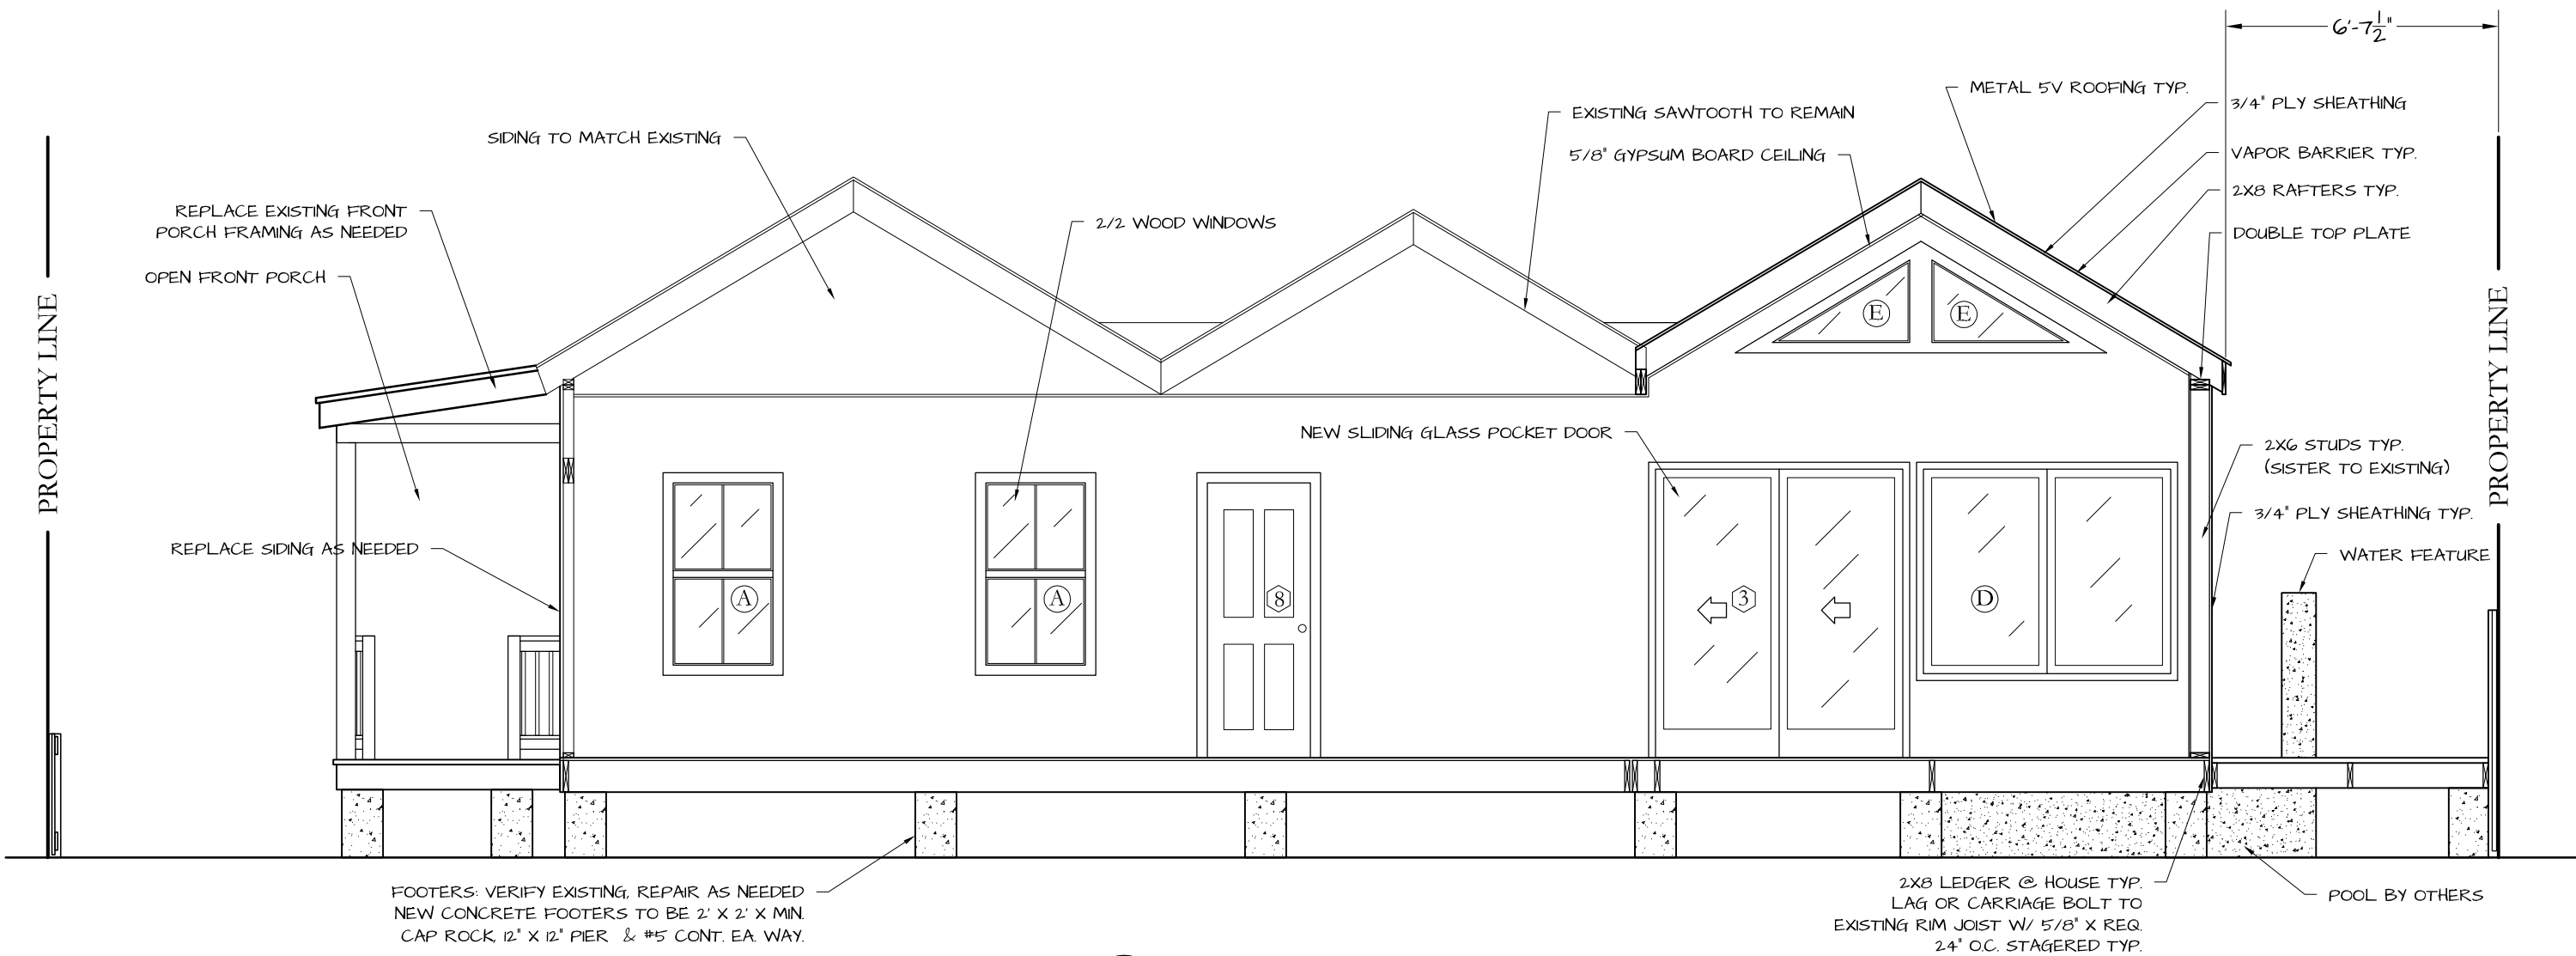 6'-7 1/2"
METAL 5V ROOFING TYP.
3/4" PLY SHEATHING
EXISTING SAWTOOTH TO REMAIN
SIDING TO MATCH EXISTING
5/8" GYPSUM BOARD CEILING
VAPOR BARRIER TYP.
2X8 RAFTERS TYP.
REPLACE EXISTING FRONT
PORCH FRAMING AS NEEDED
2/2 WOOD WINDOWS
DOUBLE TOP PLATE
OPEN FRONT PORCH
E
E
PROPERTY LINE
PROPERTY LINE
NEW SLIDING GLASS POCKET DOOR
2X6 STUDS TYP.
(SISTER TO EXISTING)
3/4" PLY SHEATHING TYP.
REPLACE SIDING AS NEEDED
WATER FEATURE
A
A
8
3
D
FOOTERS: VERIFY EXISTING, REPAIR AS NEEDED
NEW CONCRETE FOOTERS TO BE 2' X 2' X MIN.
CAP ROCK, 12" X 12" PIER & #5 CONT. EA. WAY.
2X8 LEDGER @ HOUSE TYP.
LAG OR CARRIAGE BOLT TO
EXISTING RIM JOIST W/ 5/8" X REQ.
24" O.C. STAGERED TYP.
POOL BY OTHERS